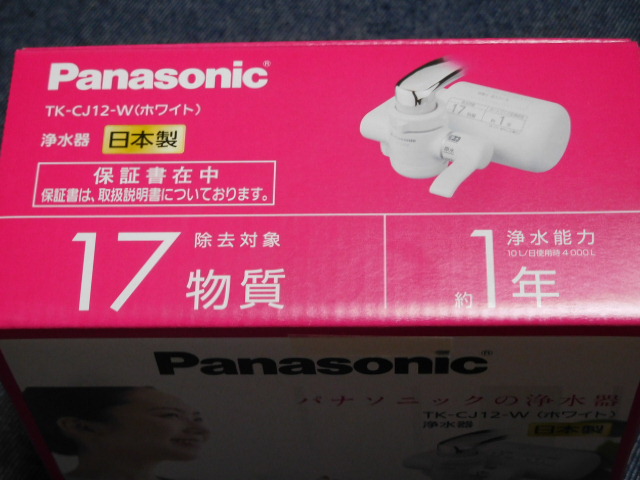 Panasonic®
TK-CJ12-W(ホワイト)
浄水器 日本製
保証書在中
保証書は、取扱説明書についております。
17 除去対象
物質
浄水能力
10L/日使用時 4000L
約1年
Panasonic®
パナソニックの浄水器
TK-CJ12-W(ホワイト)
浄水器 日本製